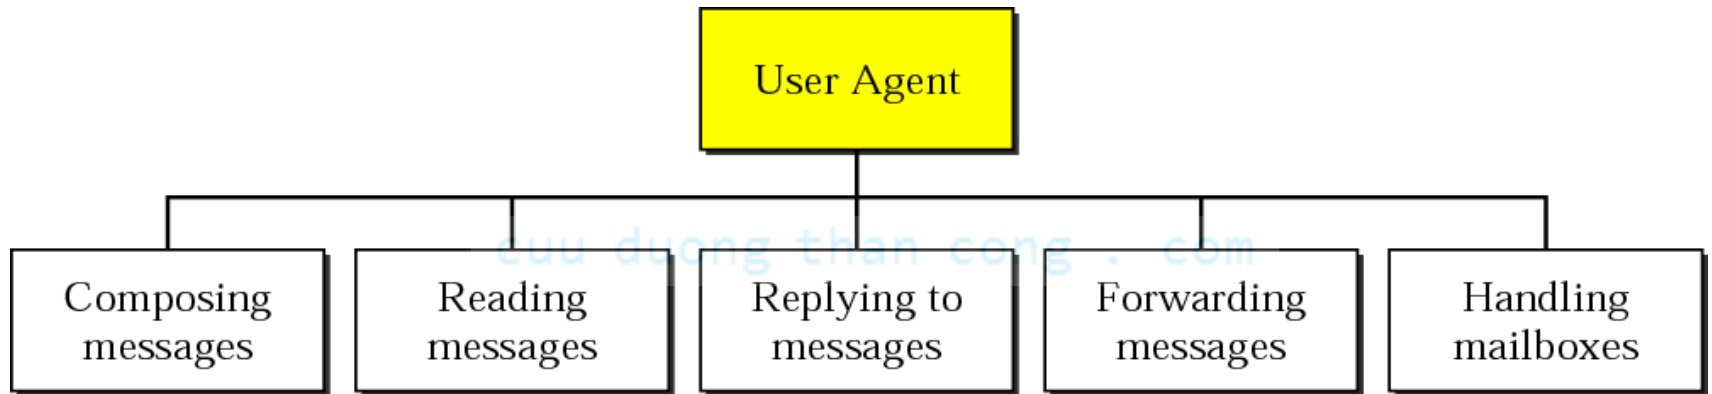 User Agent
cuu duong than cong . com
Composing
messages
Reading
messages
Replying to
messages
Forwarding
messages
Handling
mailboxes